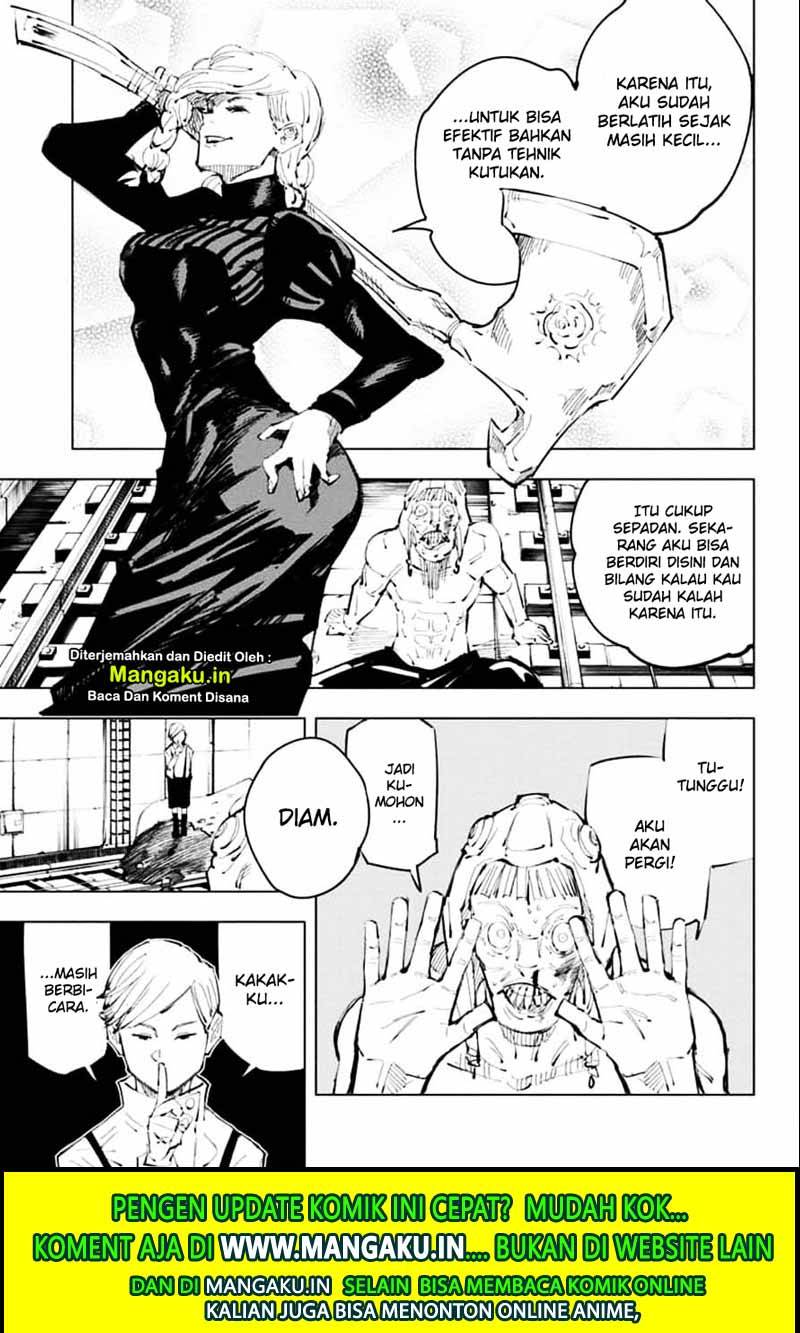 KARENA ITU,
AKU SUDAH
BERLATIH SEJAK
MASIH KECIL...
...UNTUK BISA
EFEKTIF BAHKAN
TANPA TEHNIK
KUTUKAN.
ITU CUKUP
SEPADAN. SEKA-
RANG AKU BISA
BERDIRI DISINI DAN
BILANG KALAU KAU
SUDAH KALAH
KARENA ITU.
Diterjemahkan dan Diedit Oleh :
Mangaku.in
Baca Dan Koment Disana
TU-
TUNGGU!
AKU
AKAN
PERGI!
JADI
KU-
MOHON
...
DIAM.
KAKAK-
KU...
...MASIH
BERBI-
CARA.
PENGEN UPDATE KOMIK INI CEPAT? MUDAH KOK...
KOMENT AJA DI WWW.MANGAKU.IN.... BUKAN DI WEBSITE LAIN
DAN DI MANGAKU.IN SELAIN BISA MEMBACA KOMIK ONLINE
KALIAN JUGA BISA MENONTON ONLINE ANIME,